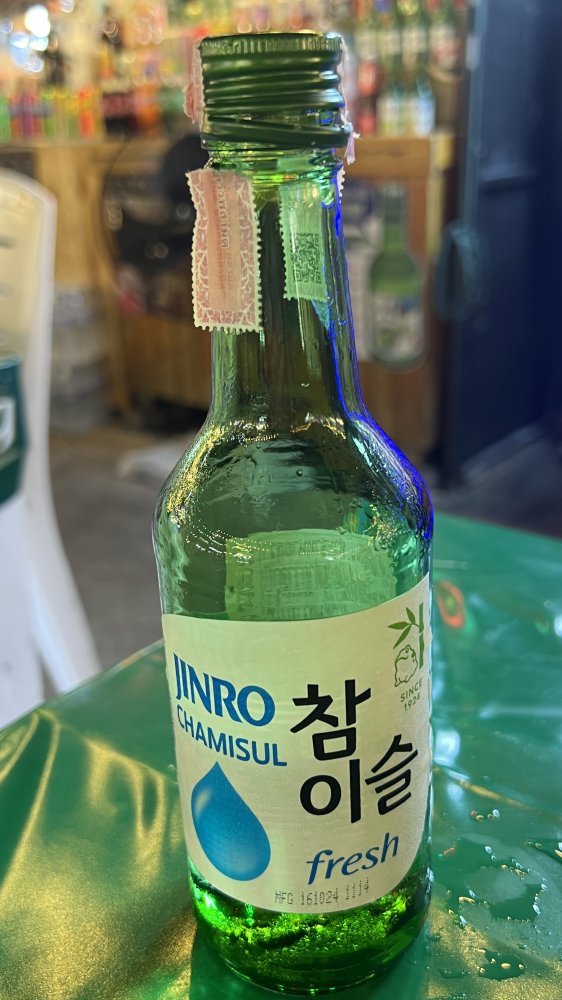 JINRO
CHAMISUL
참
이슬
fresh
SINCE
1924
MFG 161024 1114